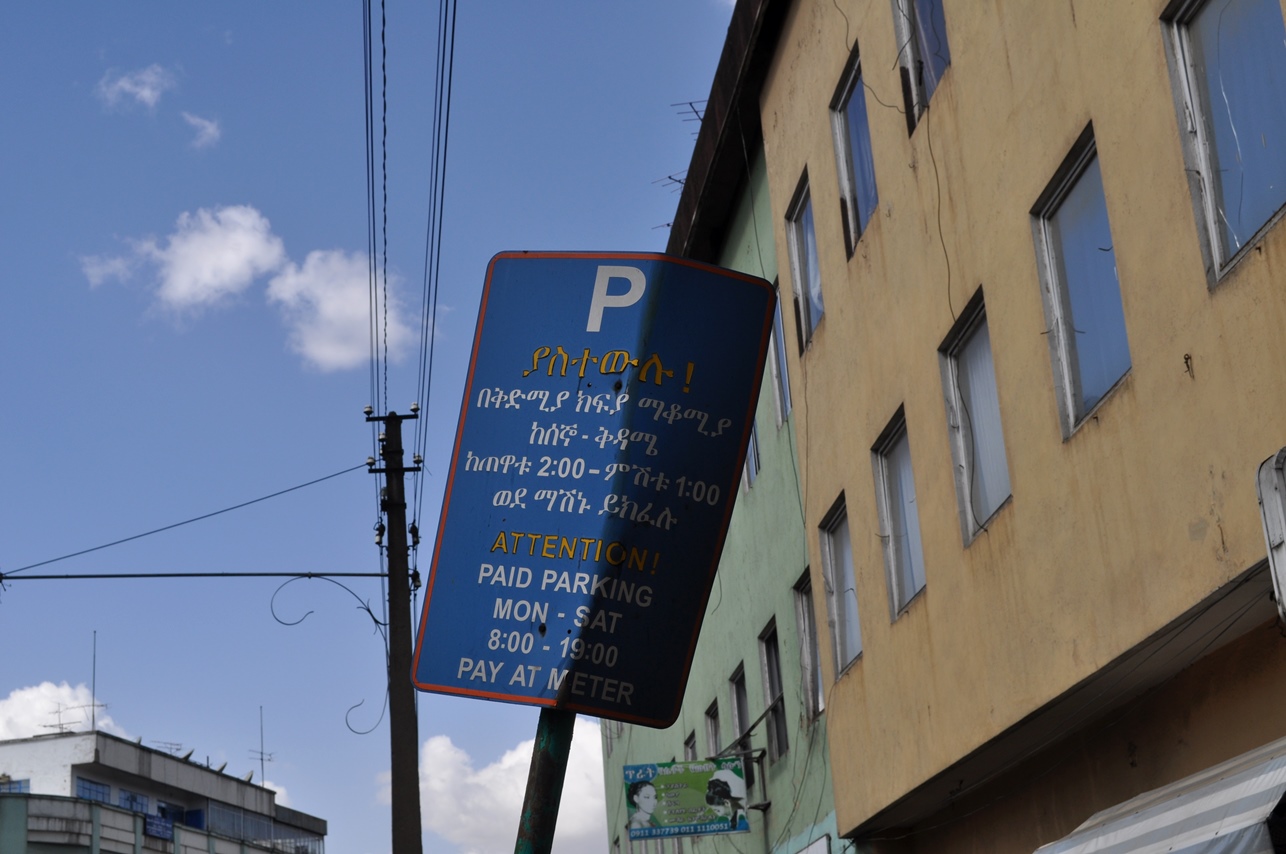 P
ያስተውሉ!
በቅድሚያ ክፍያ ማቆሚያ
ከሰኞ - ቅዳሜ
ከጠዋቱ 2:00 - ምሽቱ 1:00
ወደ ማሽኑ ይክፈሉ
ATTENTION!
PAID PARKING
MON - SAT
8:00 - 19:00
PAY AT METER